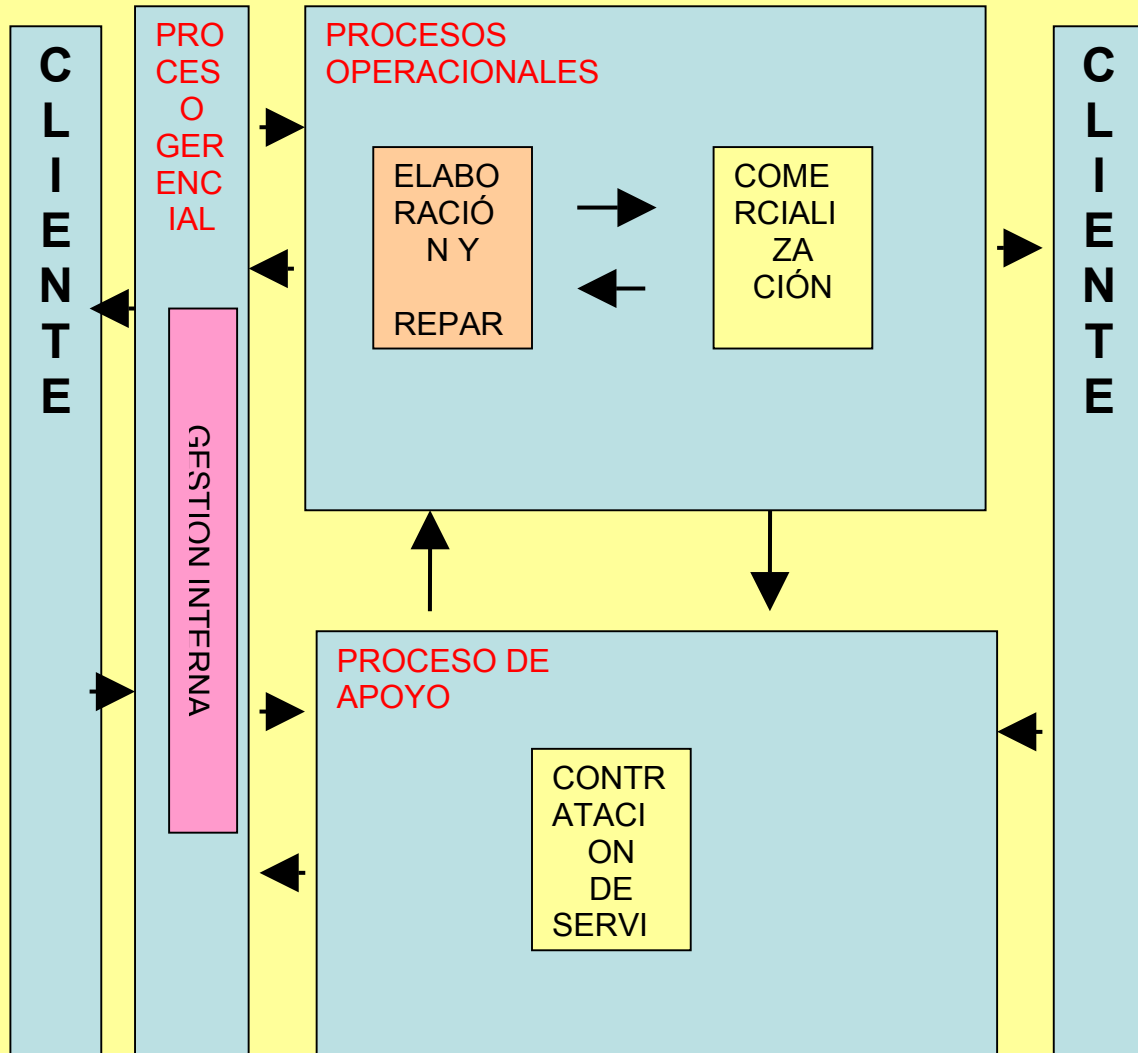 C
L
I
E
N
T
E
PRO
CES
O
GER
ENC
IAL
GESTION INTERNA
PROCESOS
OPERACIONALES
ELABO
RACIÓ
N Y
REPAR
COME
RCIALI
ZA
CIÓN
PROCESO DE
APOYO
CONTR
ATACI
ON
DE
SERVI
C
L
I
E
N
T
E